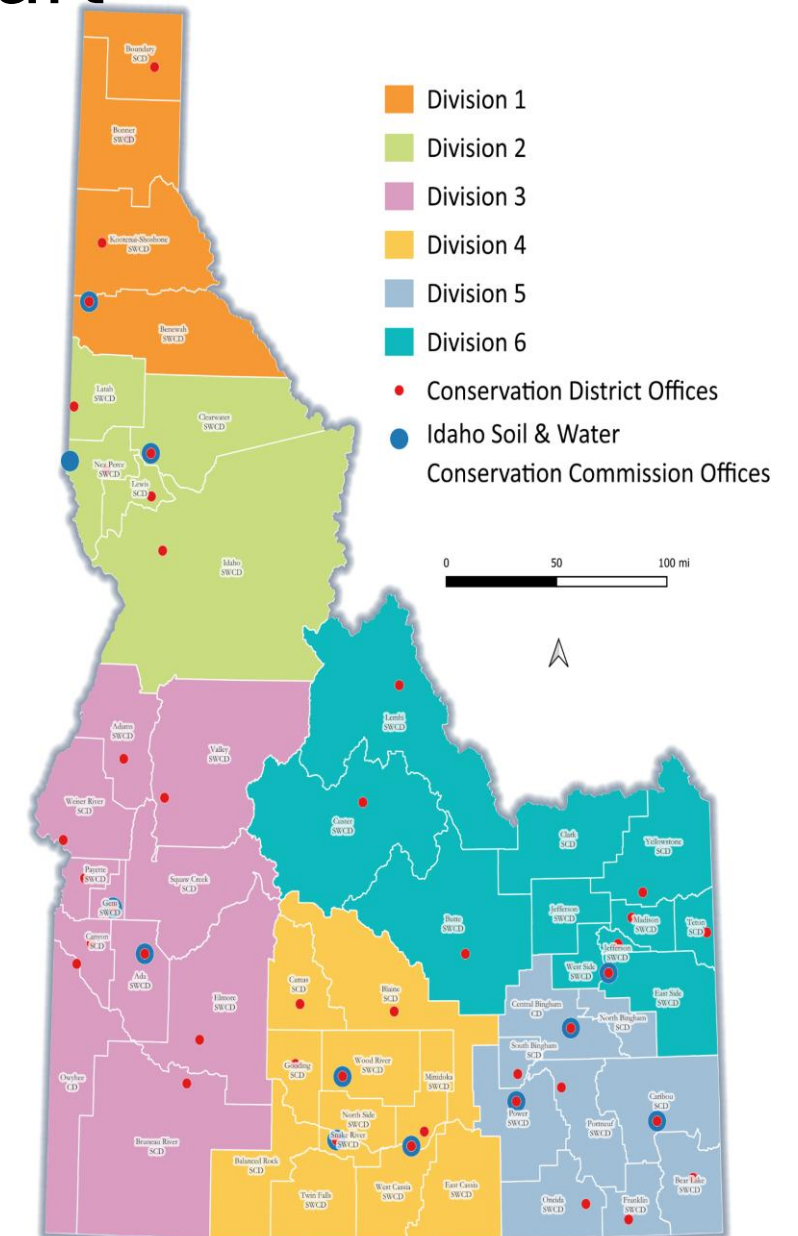 Division 1
Division 2
Division 3
Division 4
Division 5
Division 6
Conservation District Offices
Idaho Soil & Water
Conservation Commission Offices
0 50 100 mi
Boundary
SCD
Bonner
SWCD
Kootenai-Shoshone
SWCD
Benewah
SWCD
Latah
SWCD
Clearwater
SWCD
Nez Perce
SWCD
Lewis
SCD
Idaho
SWCD
Lemhi
SWCD
Adams
SWCD
Valley
SWCD
Weiser River
SCD
Custer
SWCD
Clark
SCD
Yellowstone
SCD
Payette
SWCD
Squaw Creek
SCD
Gem
SWCD
Jefferson
SWCD
Madison
SWCD
Teton
SCD
Butte
SWCD
Canyon
SCD
Jefferson
SWCD
West Side
SWCD
Ada
SWCD
Elmore
SWCD
Camas
SCD
Blaine
SCD
East Side
SWCD
Central Bingham
CD
North Bingham
SCD
South Bingham
SCD
Owyhee
CD
Gooding
SCD
Wood River
SWCD
Minidoka
SWCD
Caribou
SCD
Power
SWCD
Portneuf
SWCD
North Side
SWCD
Snake River
SWCD
Bruneau River
SCD
Balanced Rock
SCD
Twin Falls
SWCD
West Cassia
SWCD
East Cassia
SWCD
Oneida
SWCD
Franklin
SWCD
Bear Lake
SWCD